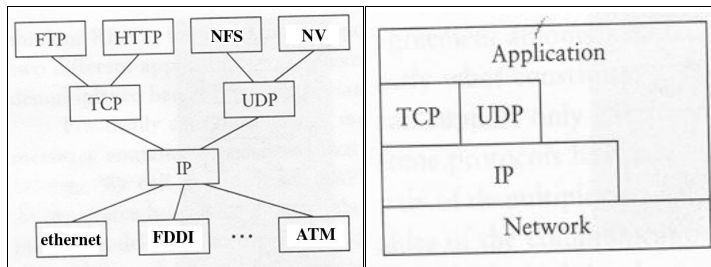 FTP HTTP NFS NV
TCP UDP
IP
ethernet FDDI ... ATM
Application
TCP UDP
IP
Network